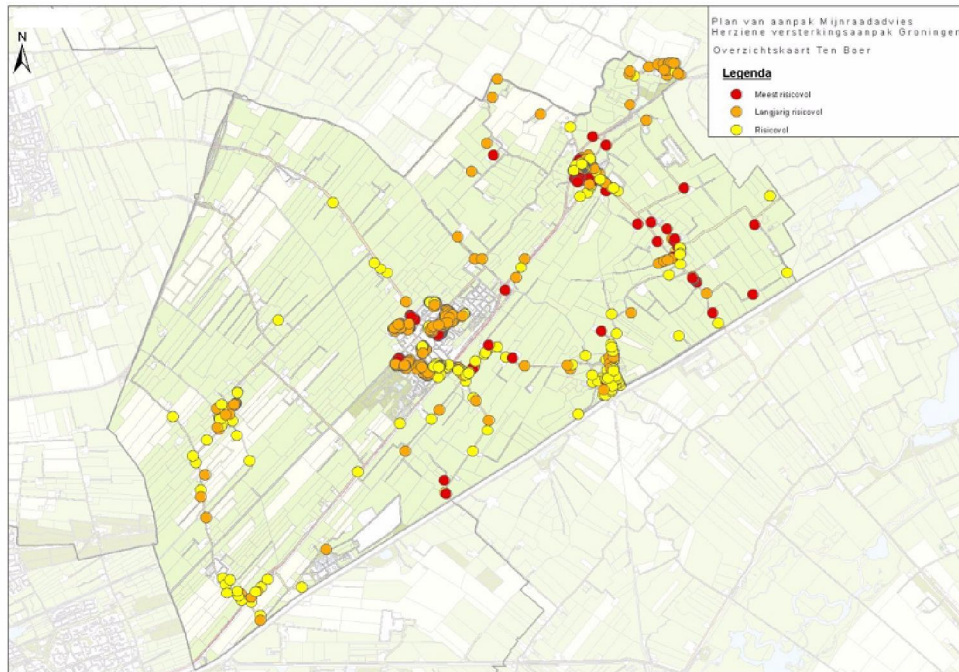 N
Plan van aanpak Mijnraadadvies
Herziene versterkingsaanpak Groningen
Overzichtskaart Ten Boer
Legenda
Meest risicovol
Langjarig risicovol
Risicovol